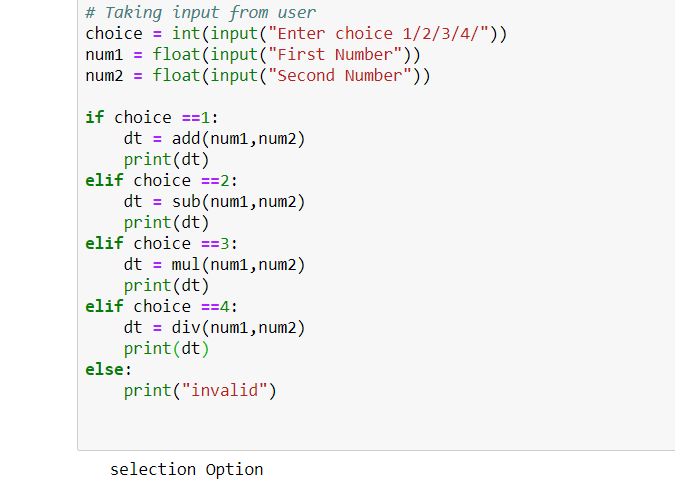 # Taking input from user
choice = int(input("Enter choice 1/2/3/4/"))
num1 = float(input("First Number"))
num2 = float(input("Second Number"))
if choice ==1:
    dt = add(num1,num2)
    print(dt)
elif choice ==2:
    dt = sub(num1,num2)
    print(dt)
elif choice ==3:
    dt = mul(num1,num2)
    print(dt)
elif choice ==4:
    dt = div(num1,num2)
    print(dt)
else:
    print("invalid")
selection Option